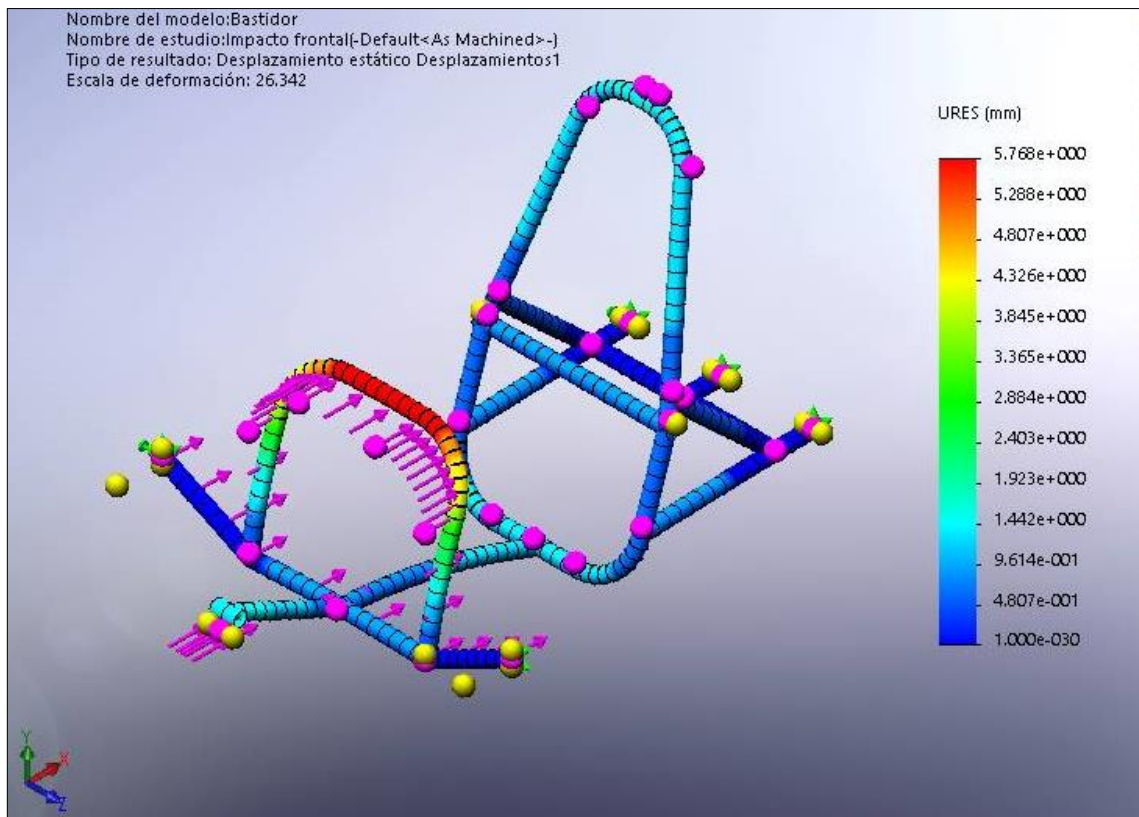 Nombre del modelo:Bastidor
Nombre de estudio:Impacto frontal(-Default<As Machined>-)
Tipo de resultado: Desplazamiento estático Desplazamientos1
Escala de deformación: 26.342
URES (mm)
5.768e+000
5.288e+000
4.807e+000
4.326e+000
3.845e+000
3.365e+000
2.884e+000
2.403e+000
1.923e+000
1.442e+000
9.614e-001
4.807e-001
1.000e-030
Y
X
Z